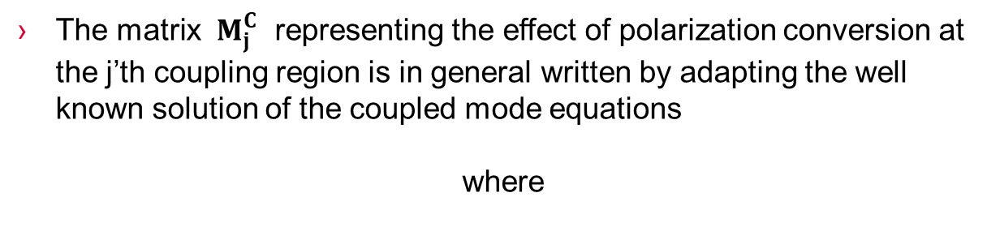 › The matrix 𝐌ⱼᶜ representing the effect of polarization conversion at
the j’th coupling region is in general written by adapting the well
known solution of the coupled mode equations
where